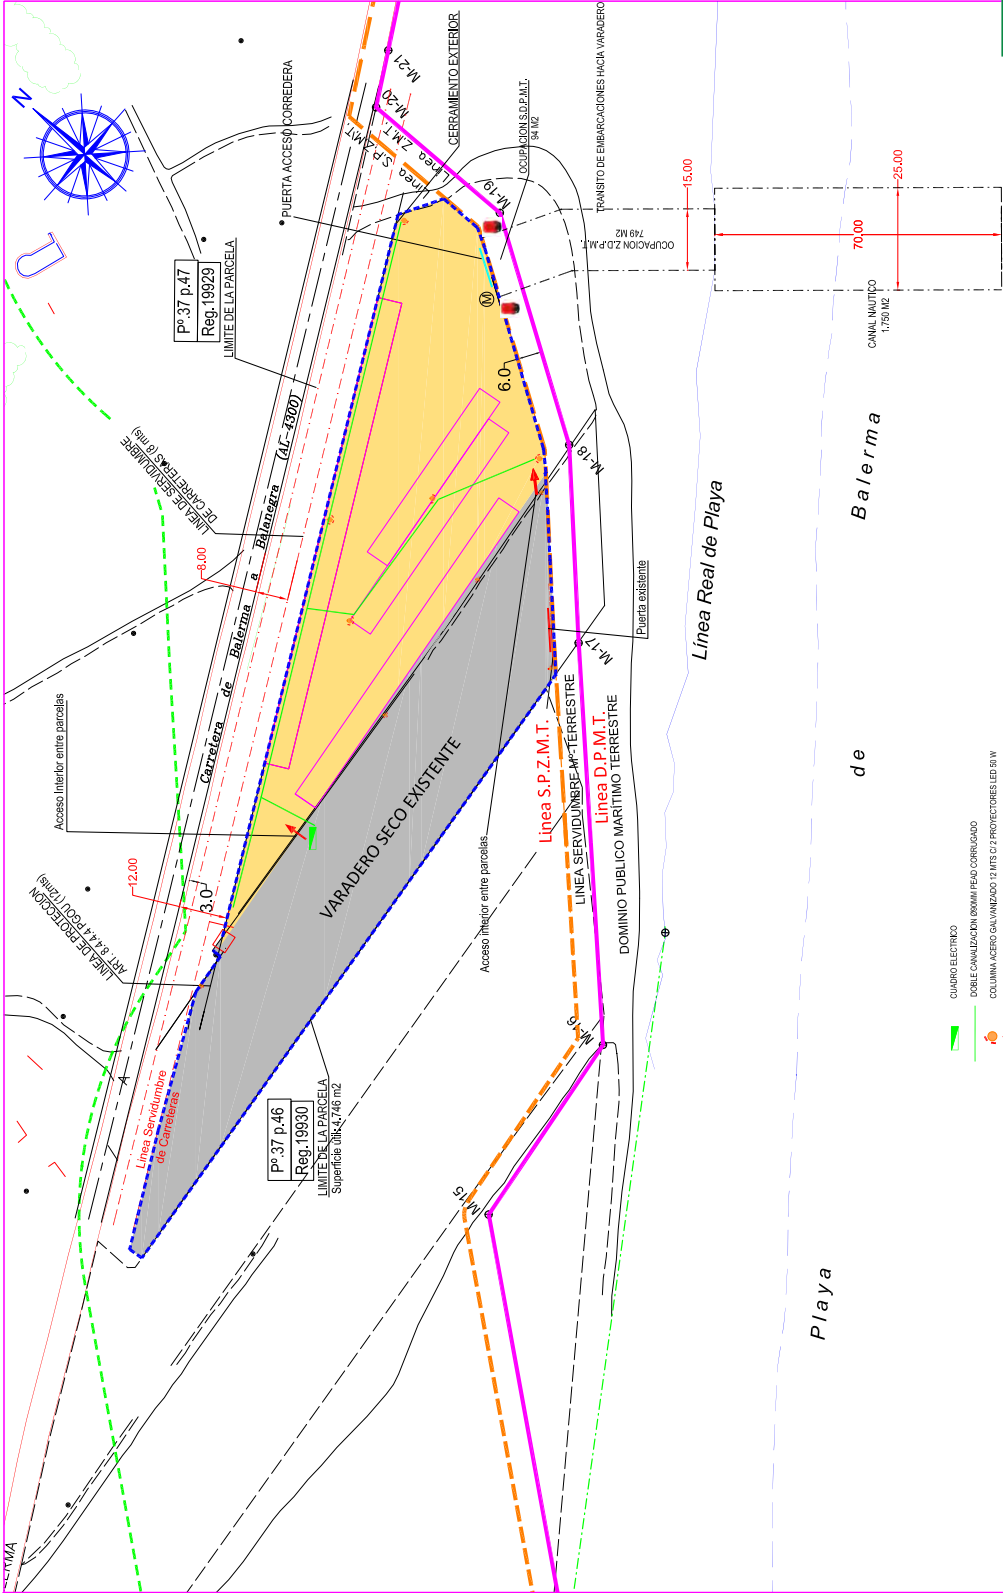 N
Pº.37 p.47
Reg.19929
LIMITE DE LA PARCELA
PUERTA ACCESO CORREDERA
CERRAMIENTO EXTERIOR
M-21
M-20
Linea Z.M.T.
Linea S.P.Z.M.T.
M-19
OCUPACION S.D.P.M.T.
94 M2
TRANSITO DE EMBARCACIONES HACIA VARADERO
OCUPACION Z.D.P.M.T.
749 M2
15.00
25.00
70.00
CANAL NAUTICO
1.750 M2
M
6.0
M-18
LINEA DE SERVIDUMBRE
DE CARRETERAS (8 mts)
8.00
Carretera de Balerma a Balanegra (AL-4300)
Acceso Interior entre parcelas
12.00
3.0
LINEA DE PROTECCION
ART. 8.4.4.4 PGOU (12mts)
VARADERO SECO EXISTENTE
Puerta existente
M-17
Linea S.P.Z.M.T.
LINEA SERVIDUMBRE Mº-TERRESTRE
Linea D.P.M.T.
DOMINIO PUBLICO MARÍTIMO TERRESTRE
Acceso interior entre parcelas
Línea Real de Playa
Playa de Balerma
M-16
M-15
A
Linea Servidumbre
de Carreteras
Pº.37 p.46
Reg.19930
LIMITE DE LA PARCELA
Superficie útil:4.746 m2
CUADRO ELECTRICO
DOBLE CANALIZACION Ø90MM PEAD CORRUGADO
COLUMNA ACERO GALVANIZADO 12 MTS C/ 2 PROYECTORES LED 50 W